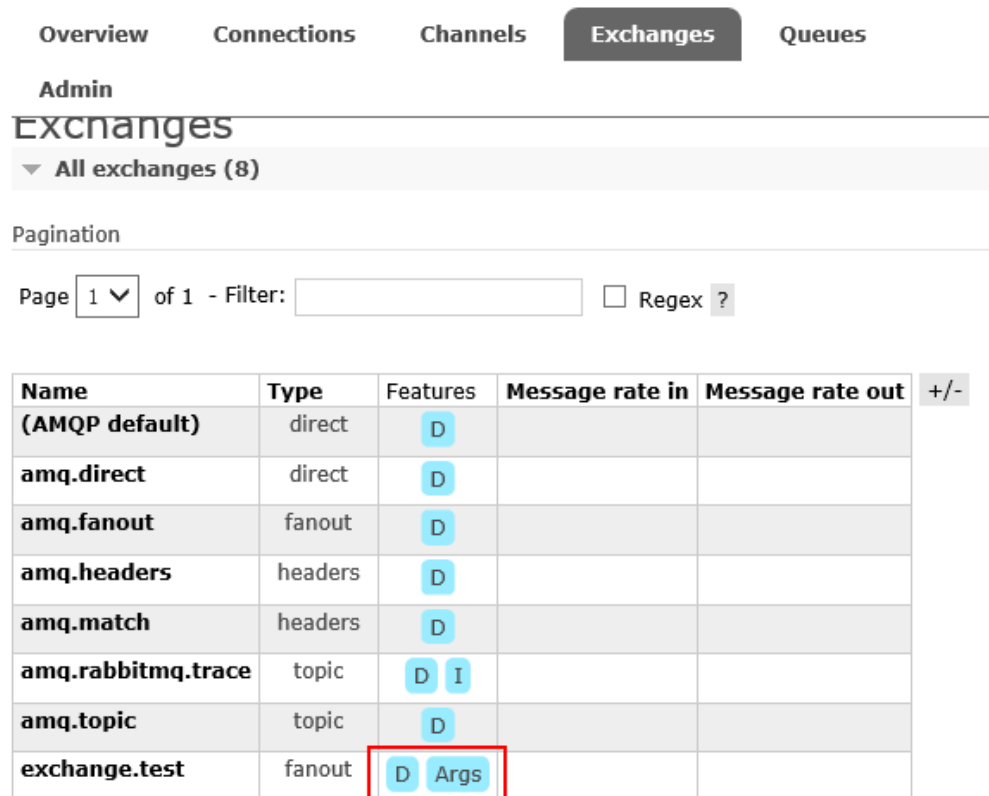 Overview Connections Channels Exchanges Queues
Admin
Exchanges
All exchanges (8)
Pagination
Page 1 of 1 - Filter: Regex ?
Name Type Features Message rate in Message rate out +/-
(AMQP default) direct D
amq.direct direct D
amq.fanout fanout D
amq.headers headers D
amq.match headers D
amq.rabbitmq.trace topic D I
amq.topic topic D
exchange.test fanout D Args